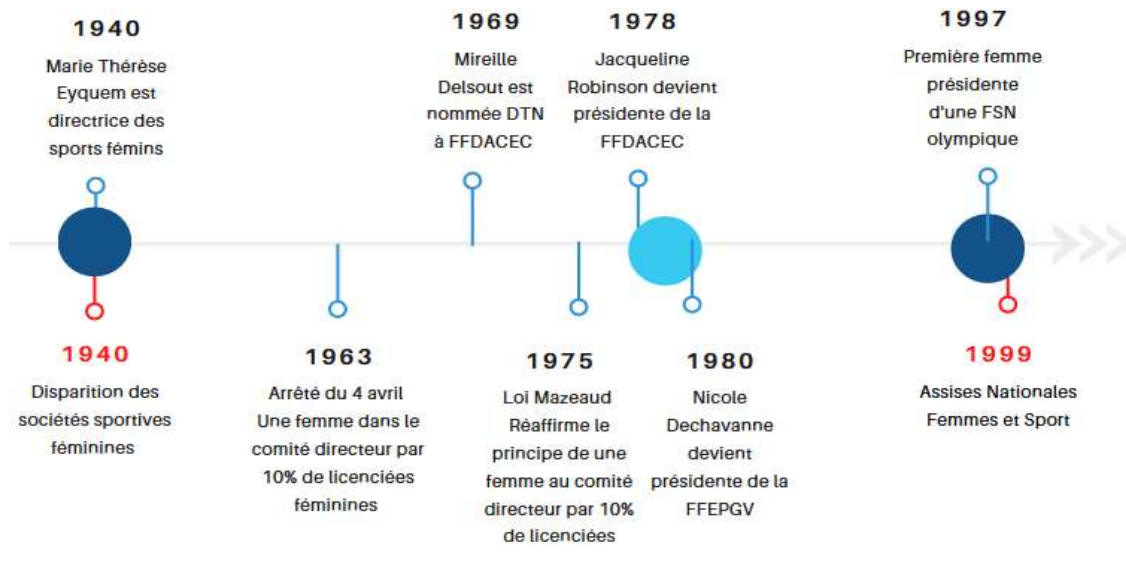 1940
Marie Thérèse
Eyquem est
directrice des
sports fémins
1969
Mireille
Delsout est
nommée DTN
à FFDACEC
1978
Jacqueline
Robinson devient
présidente de la
FFDACEC
1997
Première femme
présidente
d'une FSN
olympique
1940
Disparition des
sociétés sportives
féminines
1963
Arrêté du 4 avril
Une femme dans le
comité directeur par
10% de licenciées
féminines
1975
Loi Mazeaud
Réaffirme le
principe de une
femme au comité
directeur par 10%
de licenciées
1980
Nicole
Dechavanne
devient
présidente de la
FFEPGV
1999
Assises Nationales
Femmes et Sport